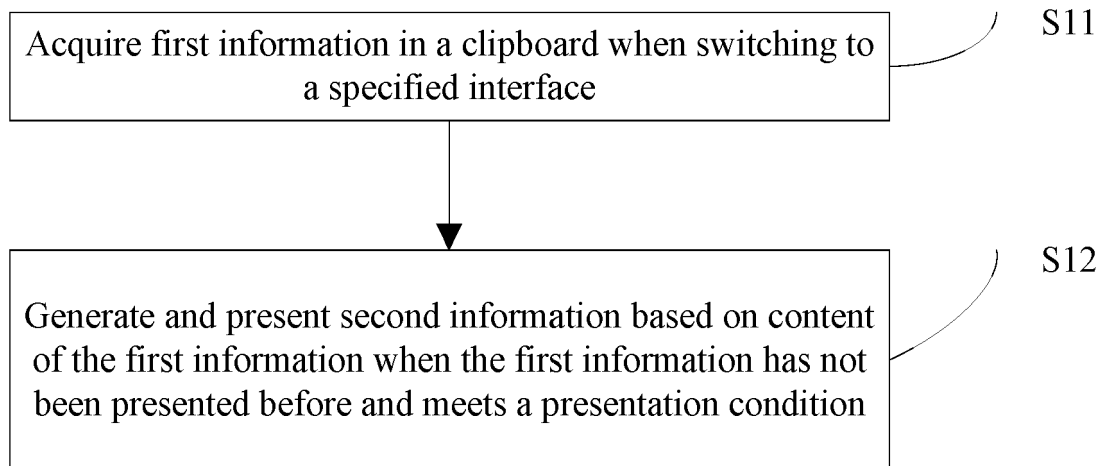 Acquire first information in a clipboard when switching to
a specified interface
S11
Generate and present second information based on content
of the first information when the first information has not
been presented before and meets a presentation condition
S12